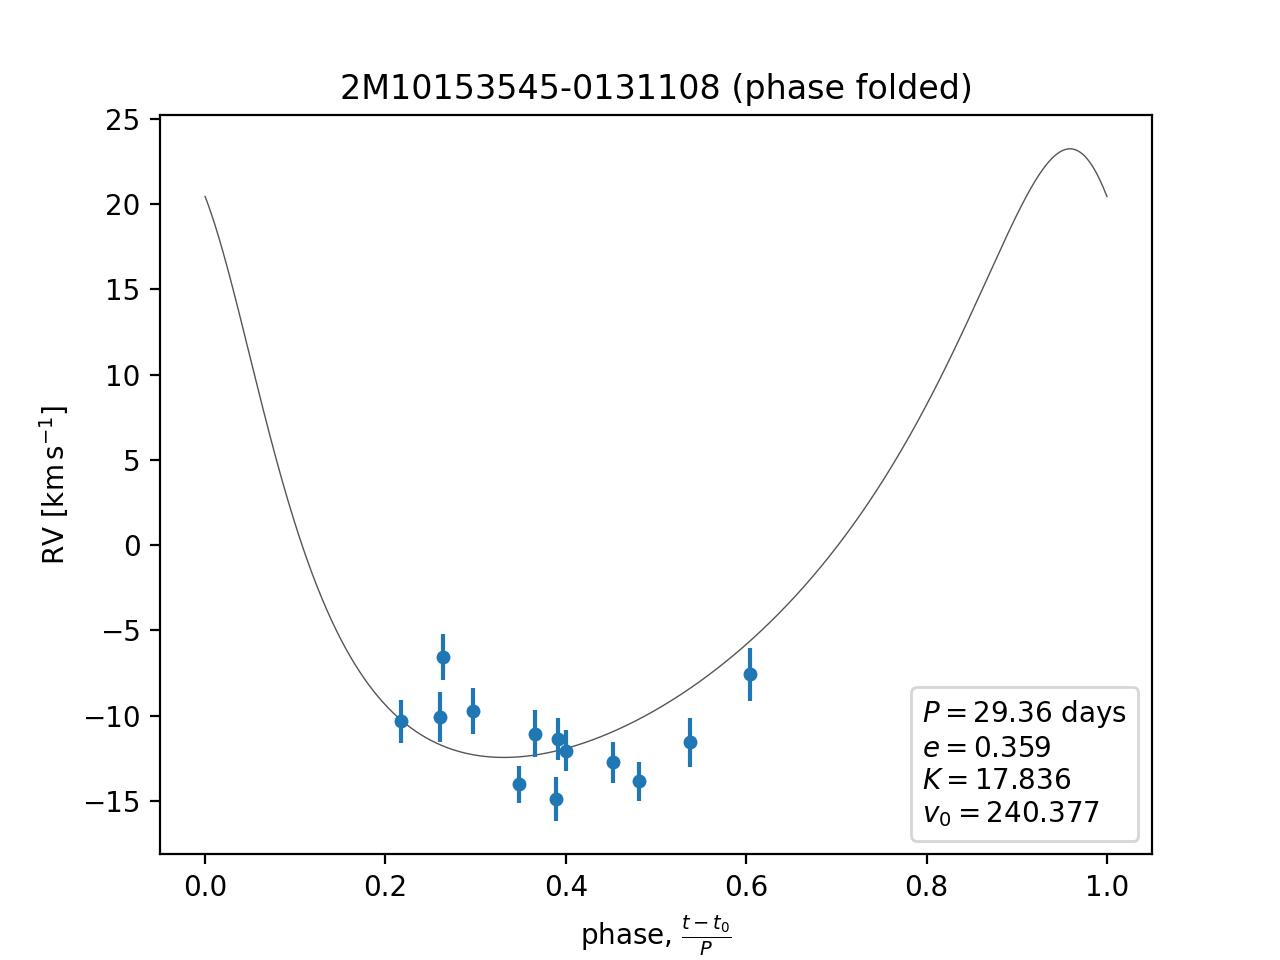 2M10153545-0131108 (phase folded)
25
20
15
10
5
0
−5
−10
−15
RV [km s⁻¹]
P = 29.36 days
e = 0.359
K = 17.836
v₀ = 240.377
0.0 0.2 0.4 0.6 0.8 1.0
phase, (t − t₀)/P